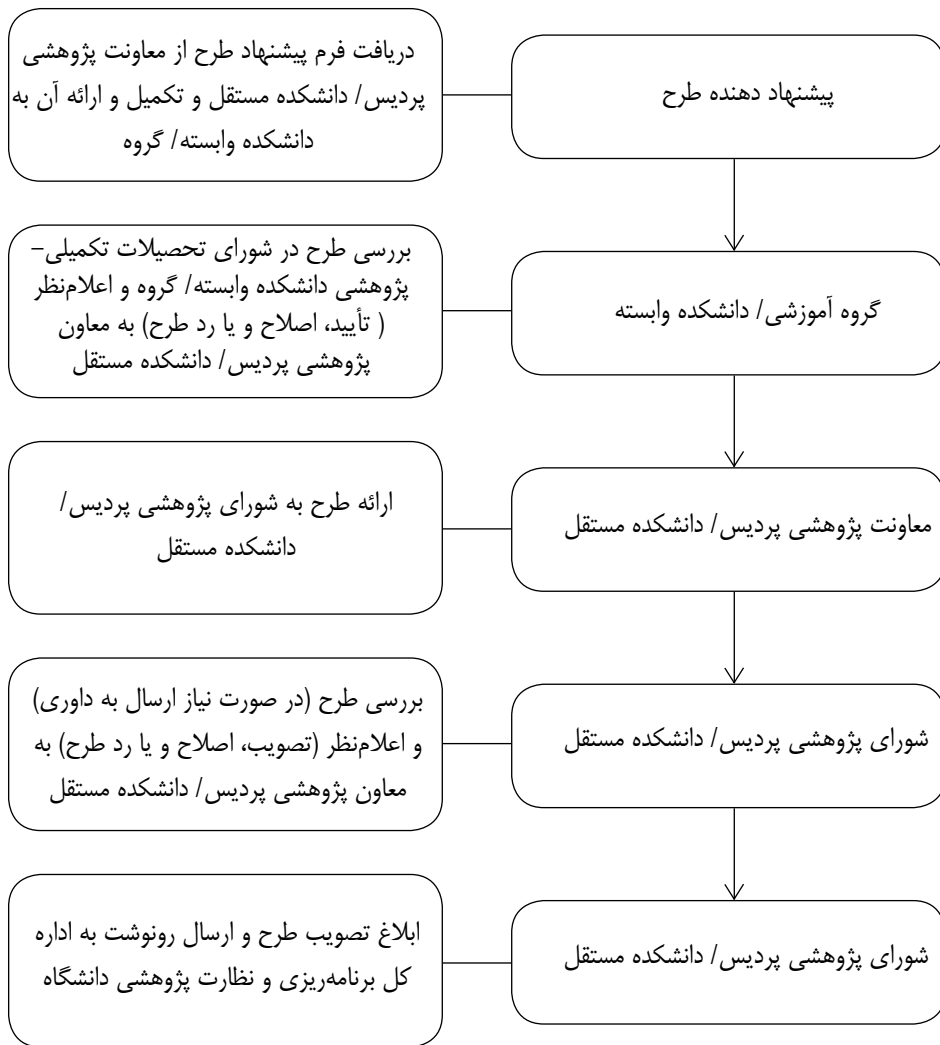 پیشنهاد دهنده طرح
دریافت فرم پیشنهاد طرح از معاونت پژوهشی
پردیس/ دانشکده مستقل و تکمیل و ارائه آن به
دانشکده وابسته/ گروه
گروه آموزشی/ دانشکده وابسته
بررسی طرح در شورای تحصیلات تکمیلی–
پژوهشی دانشکده وابسته/ گروه و اعلام‌نظر
( تأیید، اصلاح و یا رد طرح) به معاون
پژوهشی پردیس/ دانشکده مستقل
معاونت پژوهشی پردیس/ دانشکده مستقل
ارائه طرح به شورای پژوهشی پردیس/
دانشکده مستقل
شورای پژوهشی پردیس/ دانشکده مستقل
بررسی طرح (در صورت نیاز ارسال به داوری)
و اعلام‌نظر (تصویب، اصلاح و یا رد طرح) به
معاون پژوهشی پردیس/ دانشکده مستقل
شورای پژوهشی پردیس/ دانشکده مستقل
ابلاغ تصویب طرح و ارسال رونوشت به اداره
کل برنامه‌ریزی و نظارت پژوهشی دانشگاه